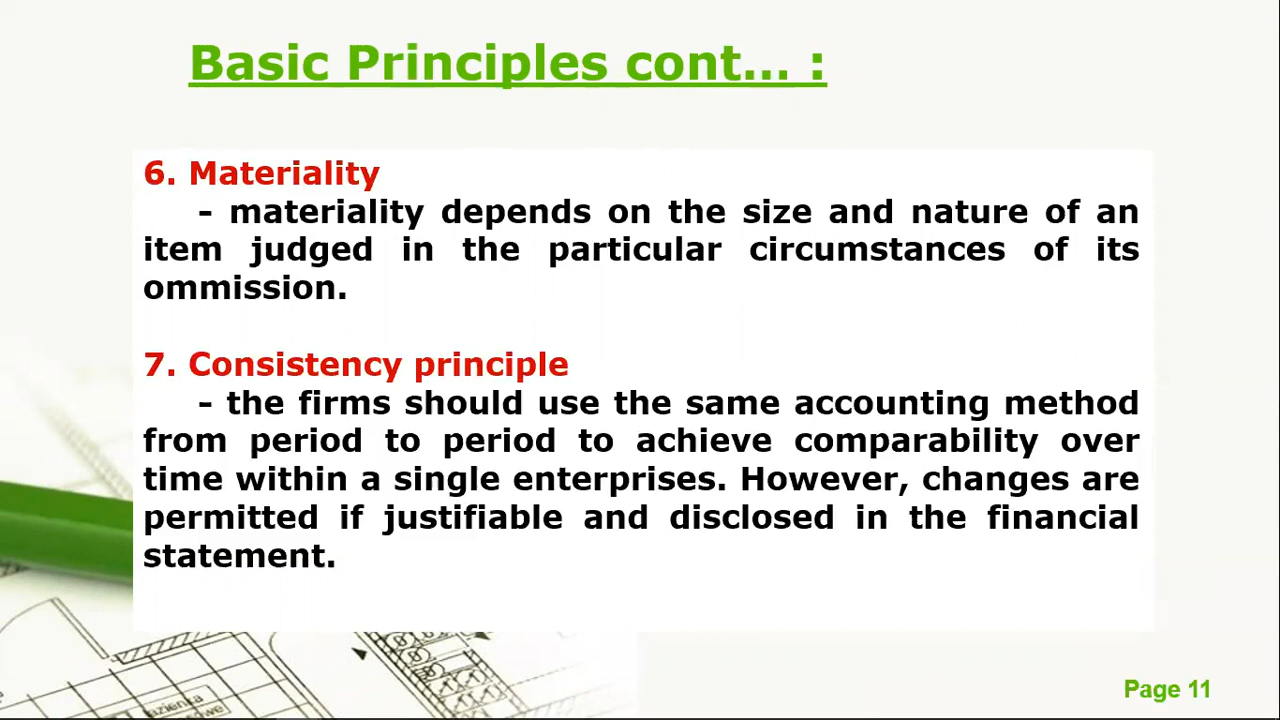 Basic Principles cont... :
6. Materiality
- materiality depends on the size and nature of an
item judged in the particular circumstances of its
ommission.
7. Consistency principle
- the firms should use the same accounting method
from period to period to achieve comparability over
time within a single enterprises. However, changes are
permitted if justifiable and disclosed in the financial
statement.
Page 11